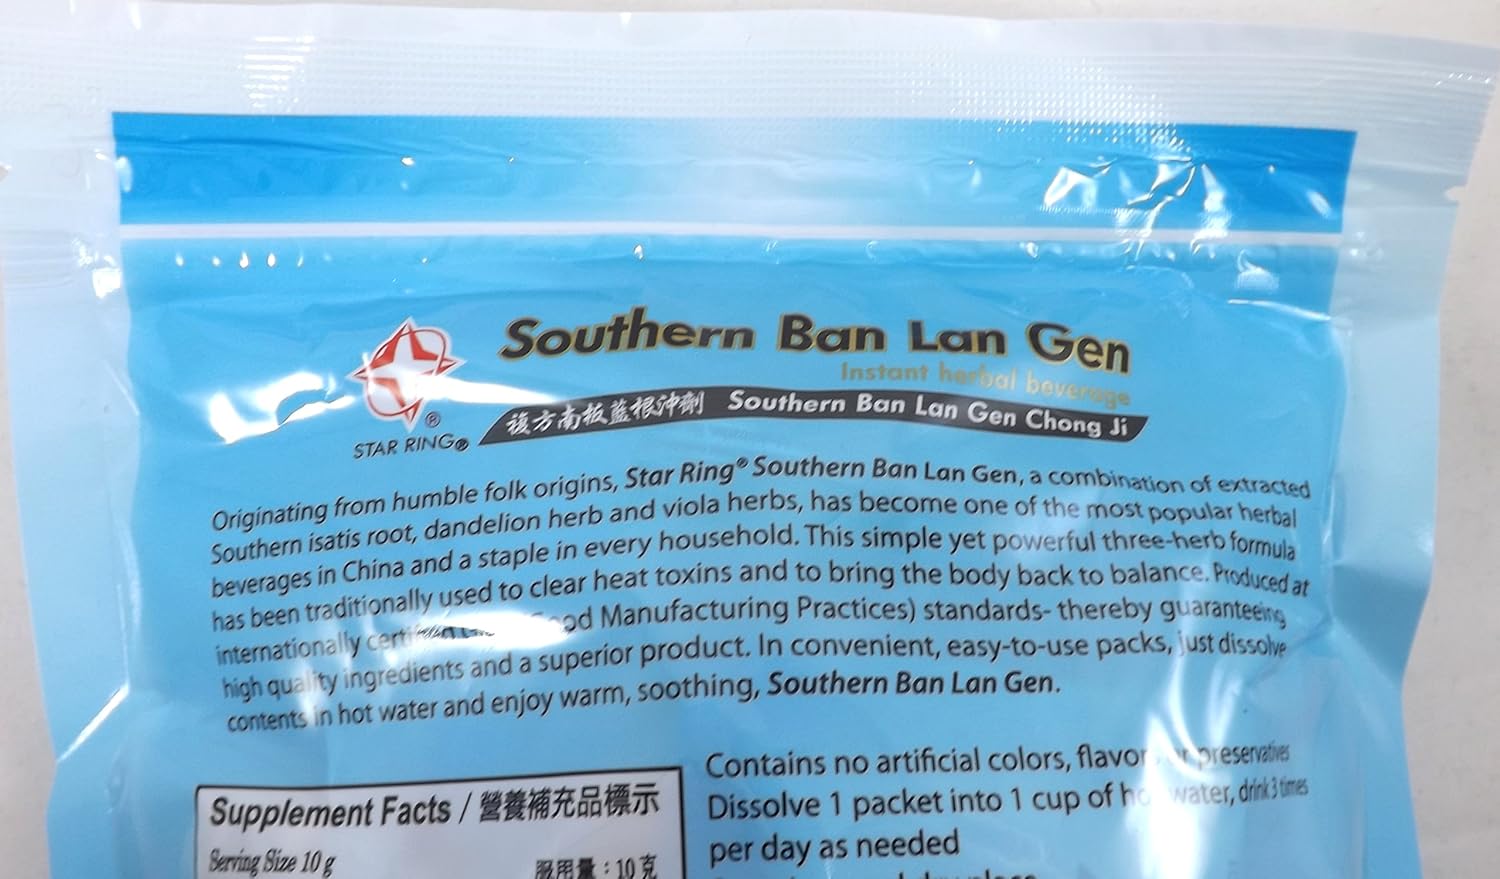 Southern Ban Lan Gen
Instant herbal beverage
複方南板藍根沖劑 Southern Ban Lan Gen Chong Ji
®
STAR RING®
Originating from humble folk origins, Star Ring® Southern Ban Lan Gen, a combination of extracted
Southern isatis root, dandelion herb and viola herbs, has become one of the most popular herbal
beverages in China and a staple in every household. This simple yet powerful three-herb formula
has been traditionally used to clear heat toxins and to bring the body back to balance. Produced at
internationally Manufacturing Practices) standards- thereby guaranteeing
high quality ingredients and a superior product. In convenient, easy-to-use packs, just dissolve
contents in hot water and enjoy warm, soothing, Southern Ban Lan Gen.
Supplement Facts / 營養補充品標示
Serving Size 10 g 服用量：10 克
Contains no artificial colors, preservatives
Dissolve 1 packet into 1 cup of water, drink 3 times
per day as needed